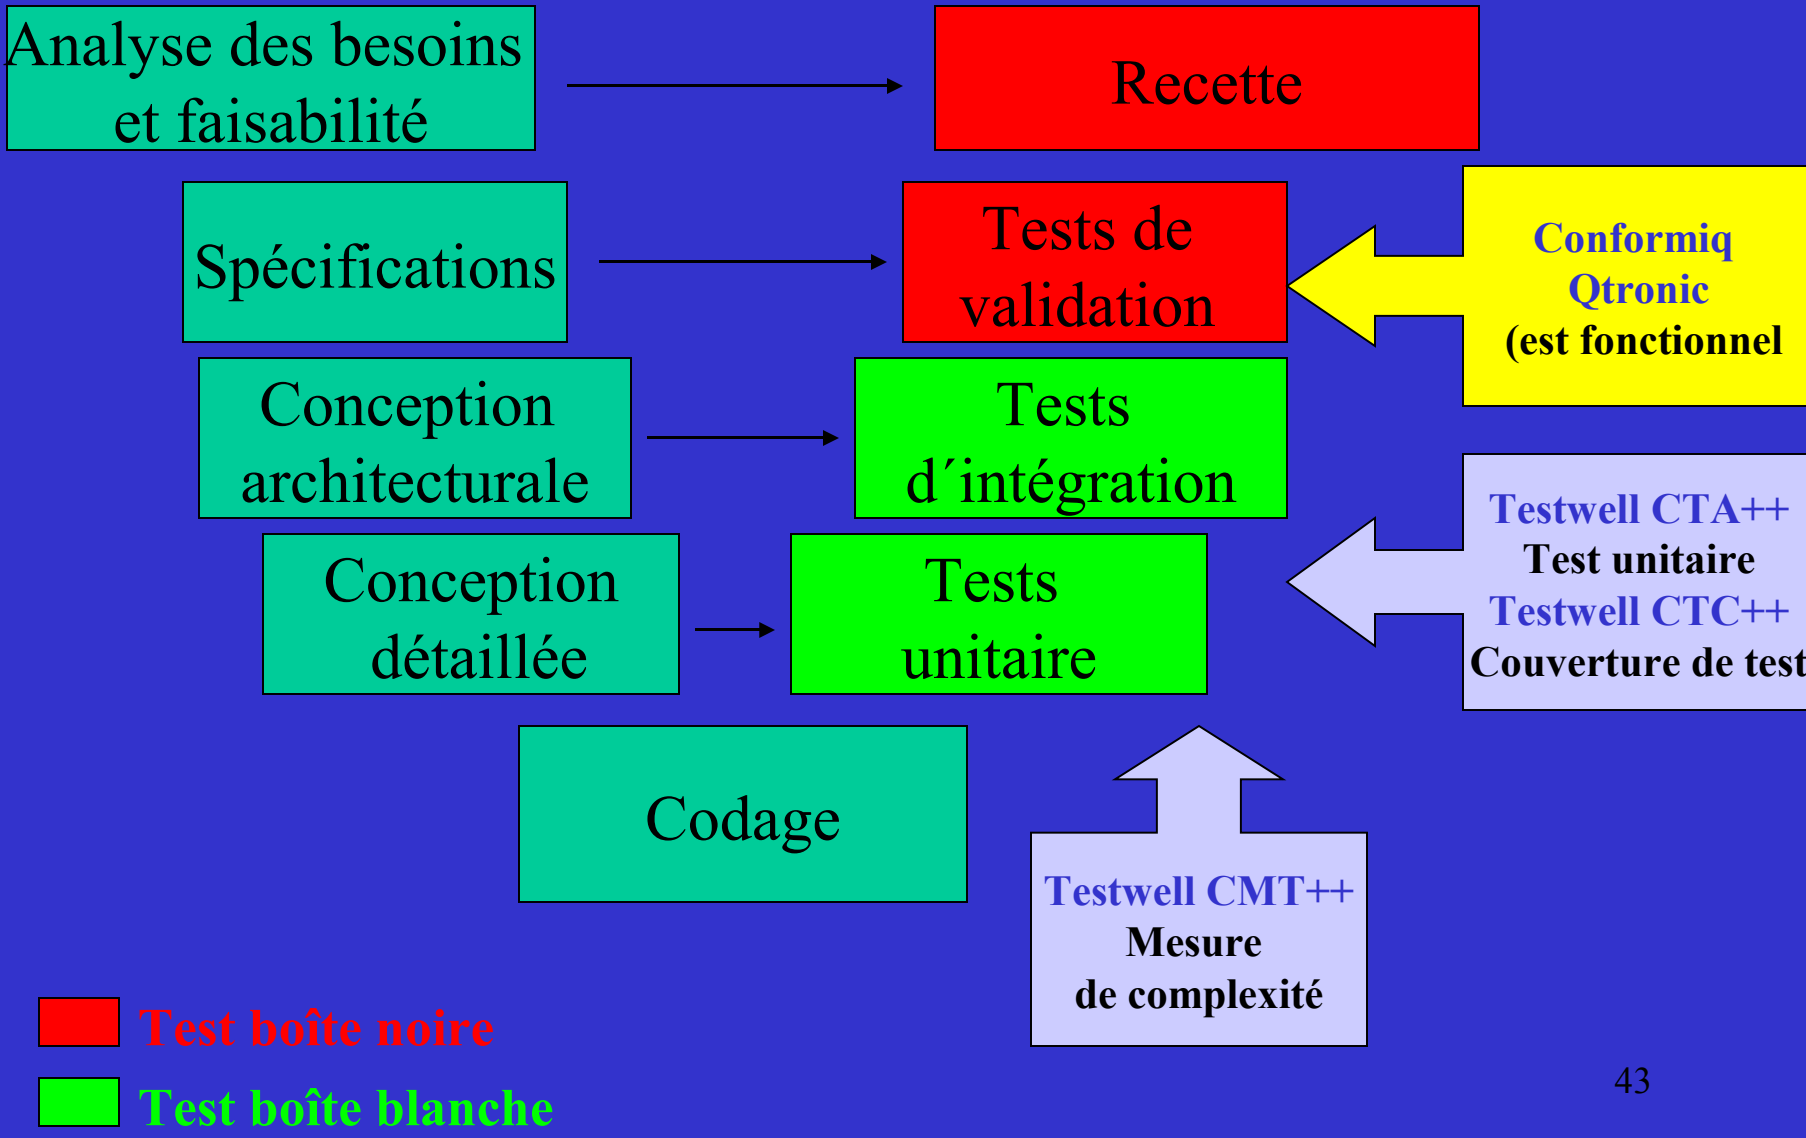 Analyse des besoins
et faisabilité
Recette
Spécifications
Tests de
validation
Conformiq
Qtronic
(est fonctionnel
Conception
architecturale
Tests
d´intégration
Testwell CTA++
Test unitaire
Testwell CTC++
Couverture de test
Conception
détaillée
Tests
unitaire
Codage
Testwell CMT++
Mesure
de complexité
Test boîte noire
Test boîte blanche
43